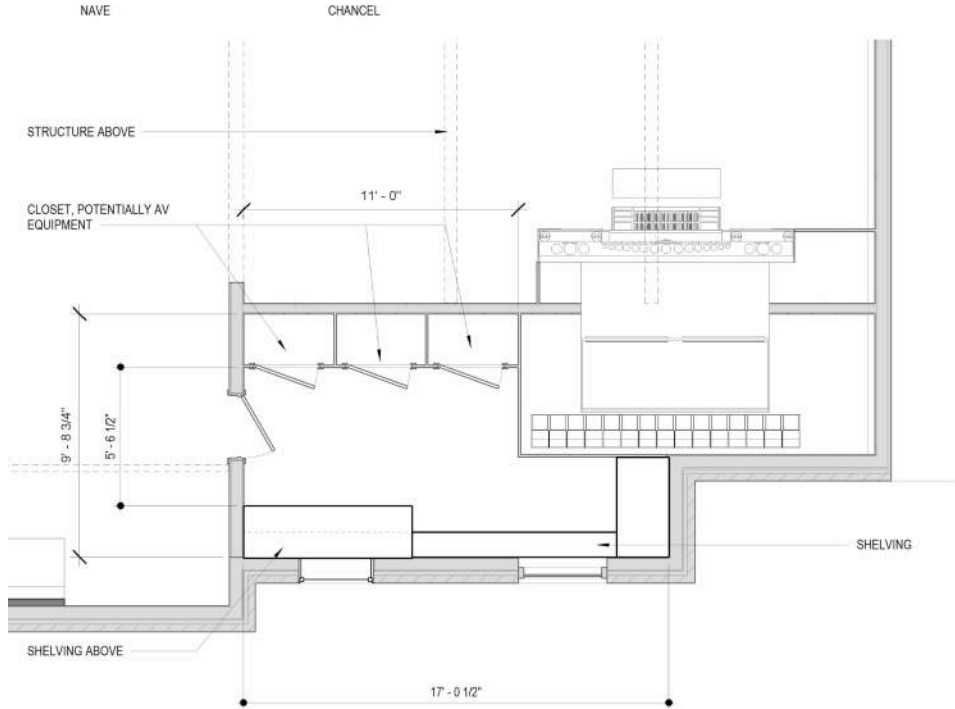 NAVE
CHANCEL
STRUCTURE ABOVE
11' - 0"
CLOSET, POTENTIALLY AV
EQUIPMENT
9' - 8 3/4"
5' - 6 1/2"
SHELVING
SHELVING ABOVE
17' - 0 1/2"